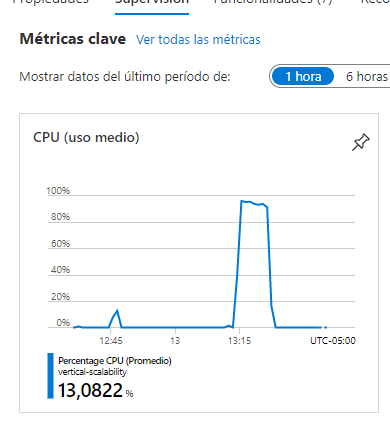 Propiedades Supervisión Funcionalidades (7)
Métricas clave Ver todas las métricas
Mostrar datos del último período de: 1 hora 6 horas
CPU (uso medio)
100%
80%
60%
40%
20%
0%
12:45 13 13:15 UTC-05:00
Percentage CPU (Promedio)
vertical-scalability
13,0822 %